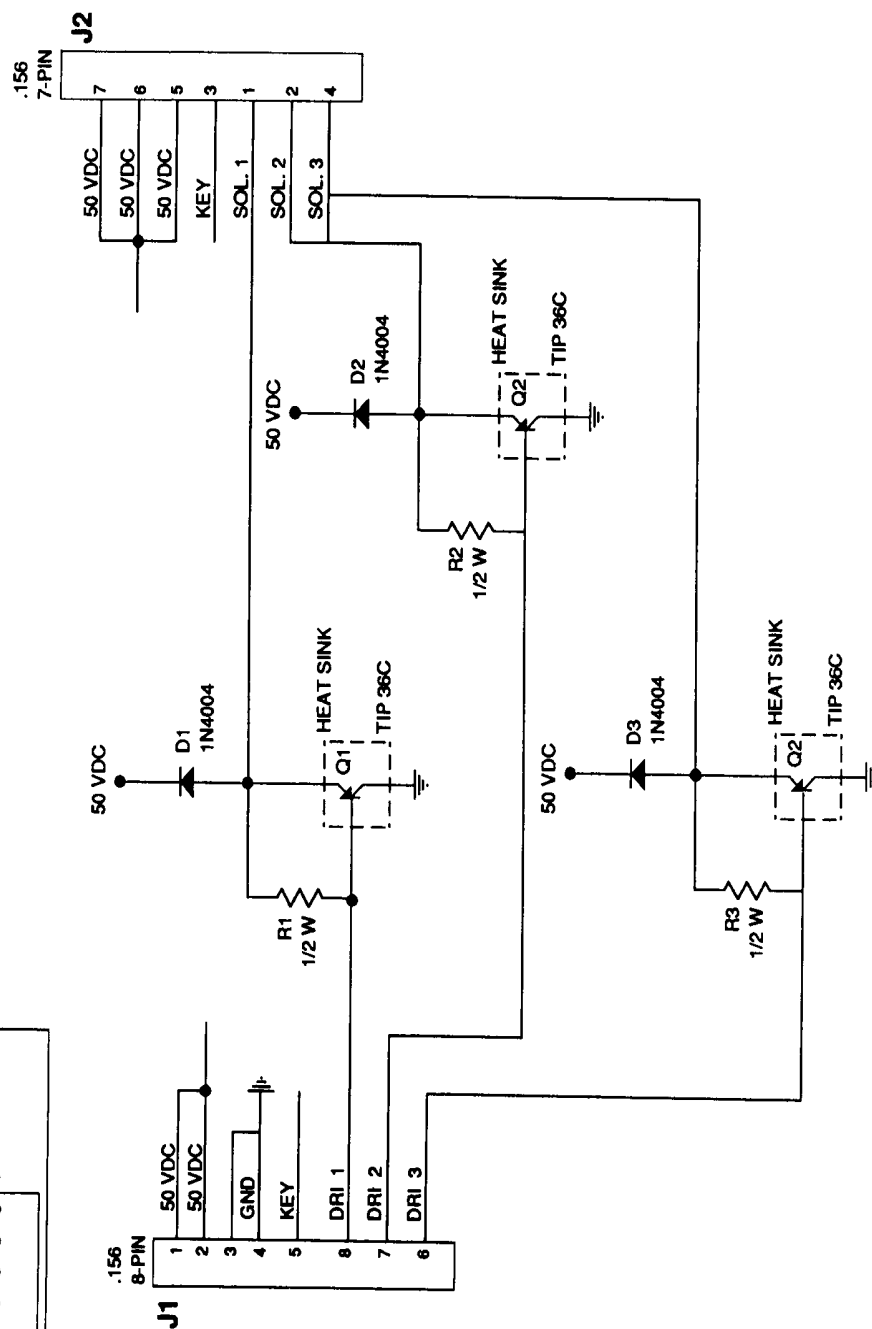 J1
.156
8-PIN
1 50 VDC
2 50 VDC
3
4 GND
5 KEY
8 DRI 1
7 DRI 2
6 DRI 3
50 VDC
D1
1N4004
R1
1/2 W
HEAT SINK
Q1
TIP 36C
50 VDC
D2
1N4004
R2
1/2 W
HEAT SINK
Q2
TIP 36C
50 VDC
D3
1N4004
R3
1/2 W
HEAT SINK
Q2
TIP 36C
.156
7-PIN
J2
50 VDC 7
50 VDC 6
50 VDC 5
KEY 3
SOL. 1 1
SOL. 2 2
SOL. 3 4